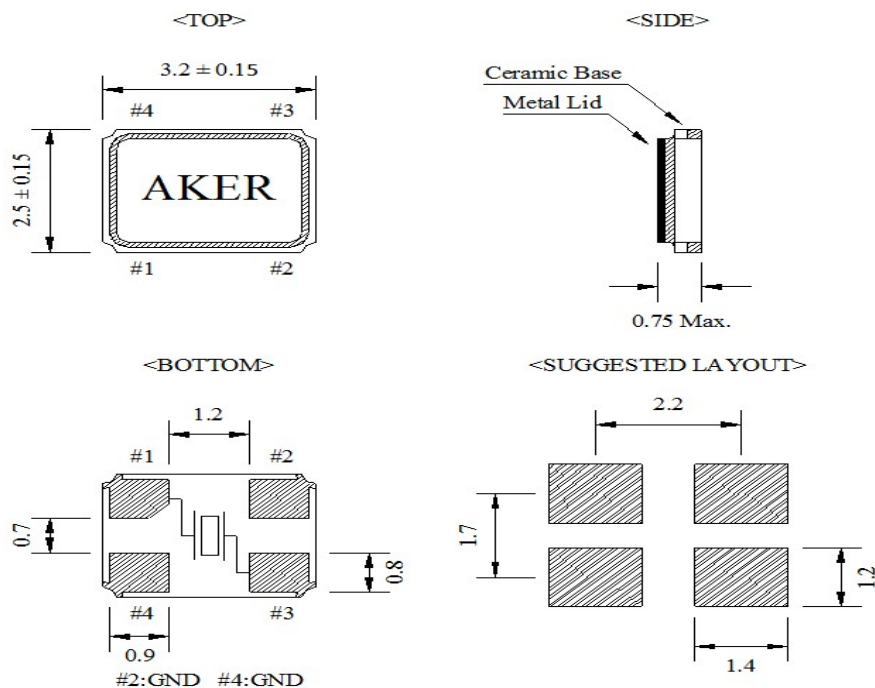 <TOP>
<SIDE>
3.2 ± 0.15
#4
#3
2.5 ± 0.15
AKER
#1
#2
Ceramic Base
Metal Lid
0.75 Max.
<BOTTOM>
1.2
#1
#2
0.7
0.8
#4
#3
0.9
#2:GND #4:GND
<SUGGESTED LAYOUT>
2.2
1.7
1.2
1.4